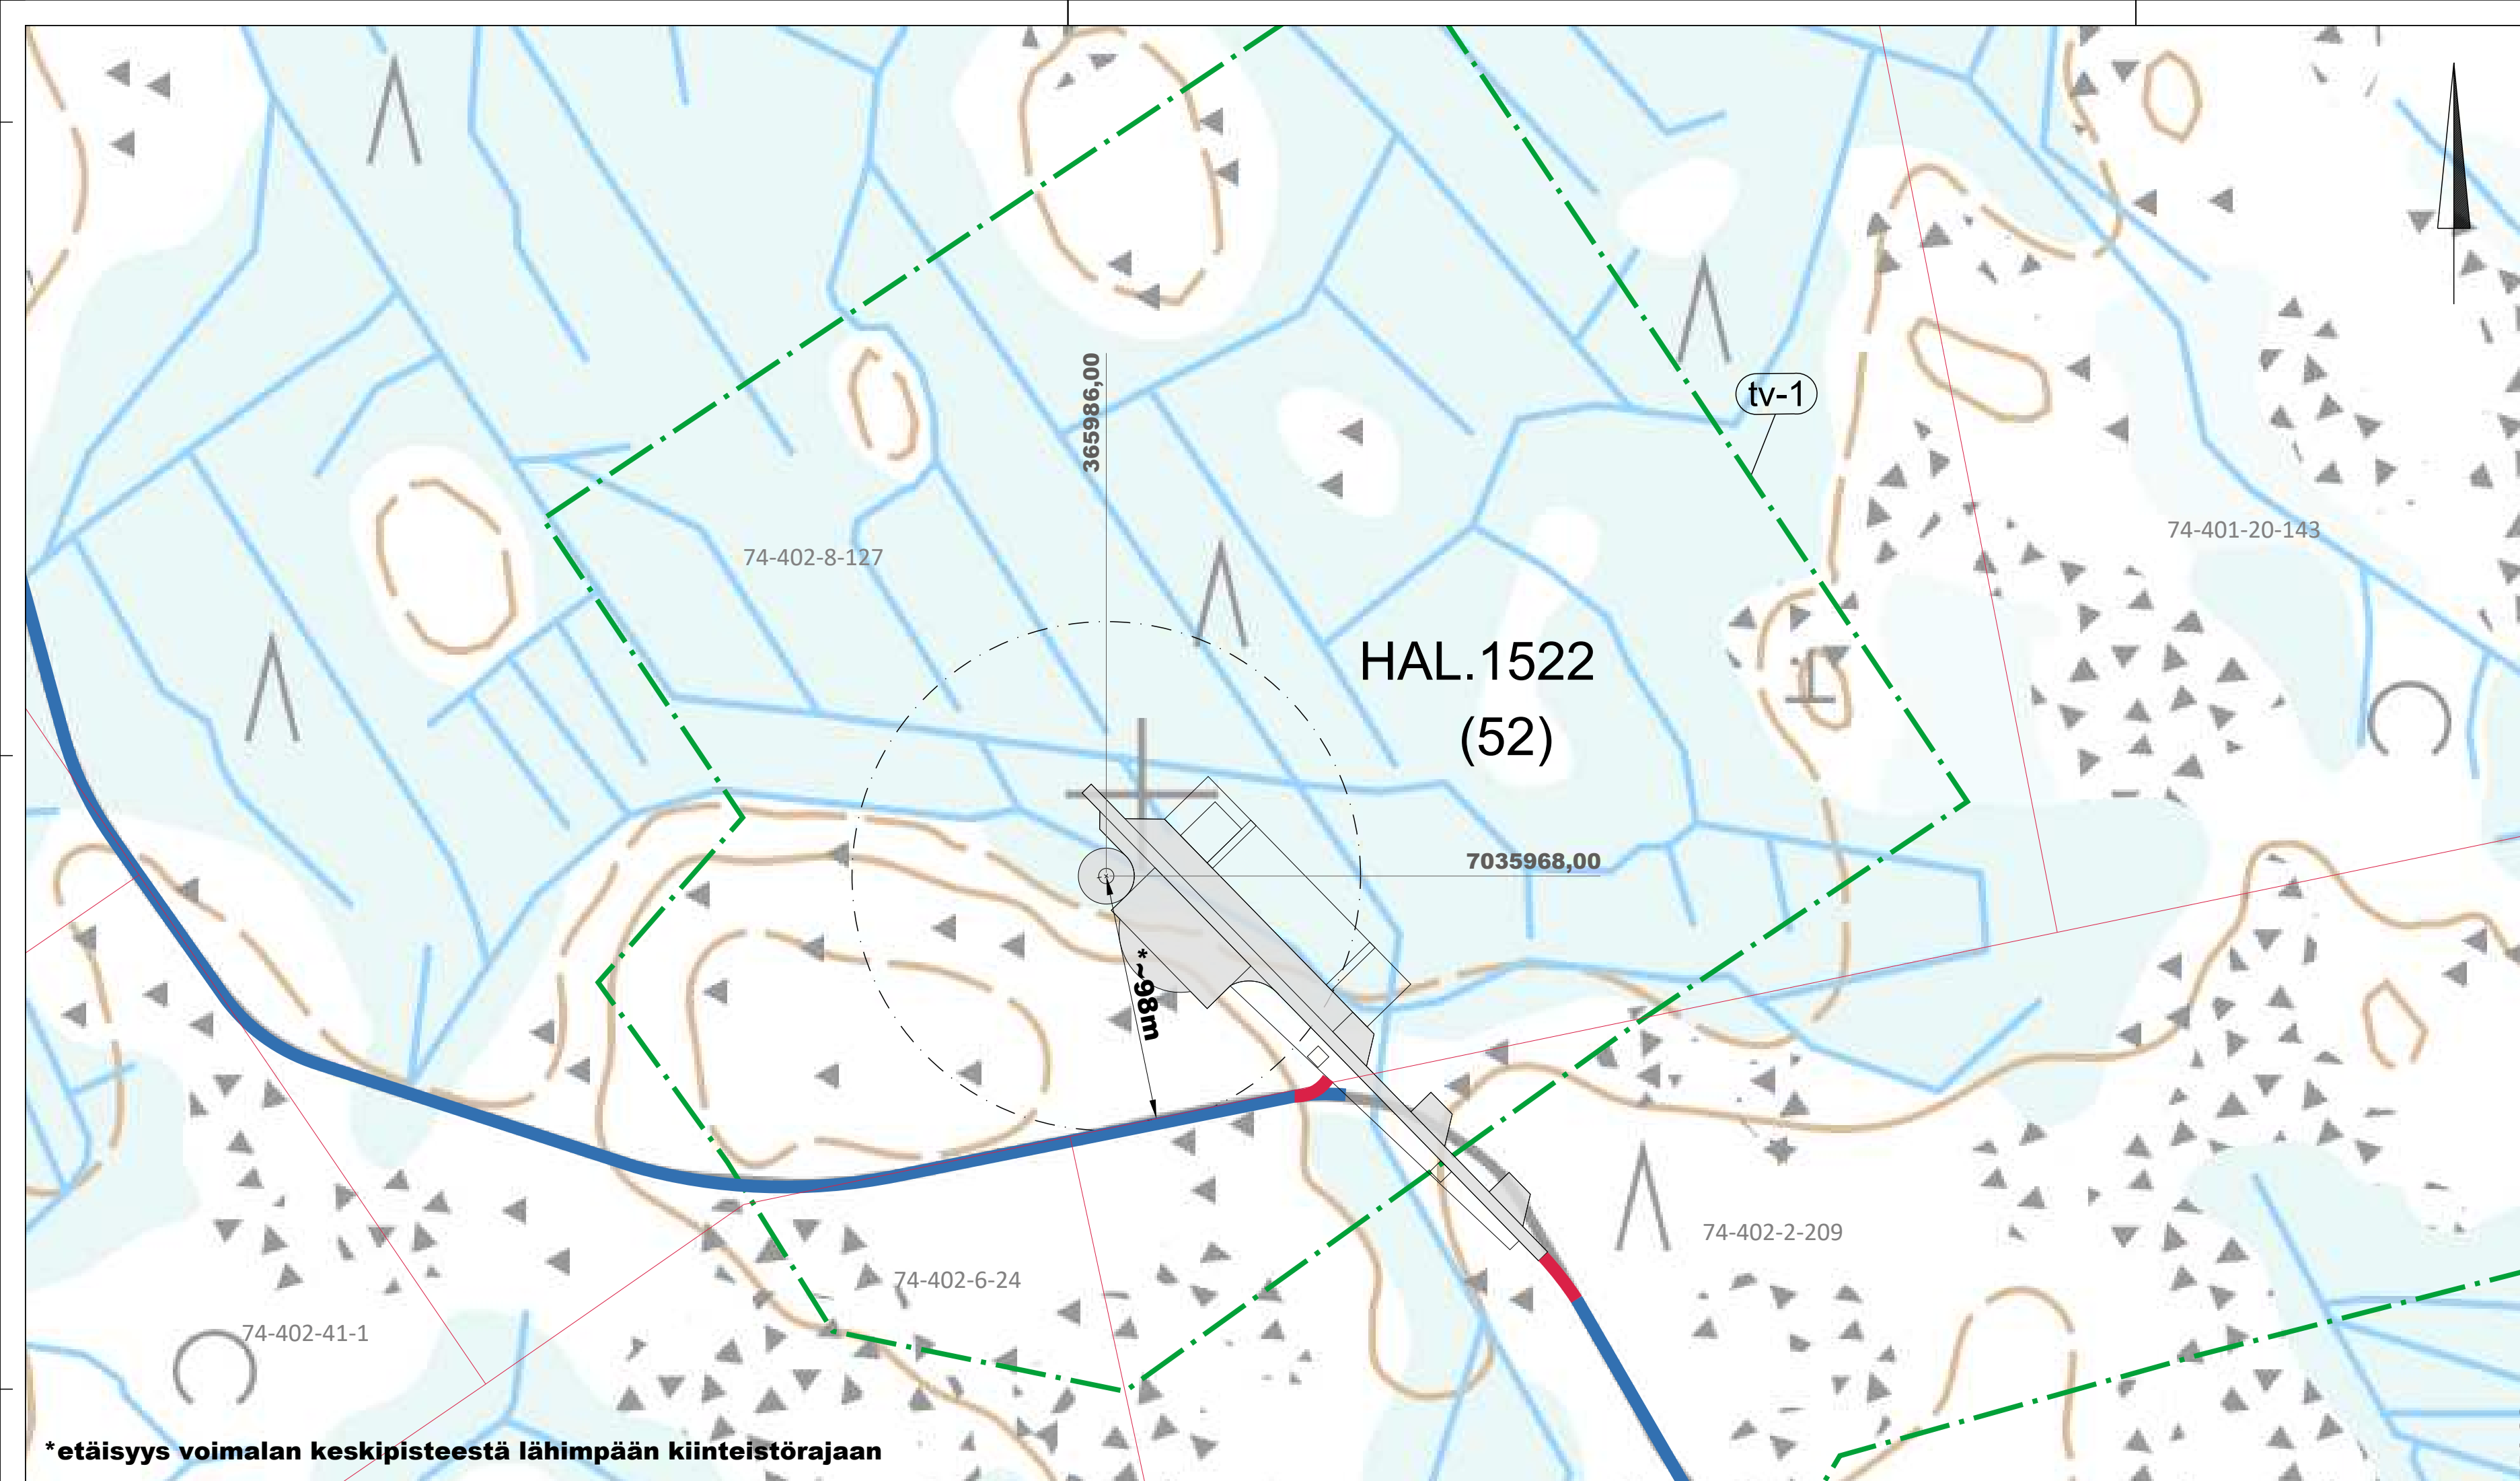 365986,00
tv-1
74-401-20-143
74-402-8-127
HAL.1522
(52)
7035968,00
*~98m
74-402-2-209
74-402-6-24
74-402-41-1
*etäisyys voimalan keskipisteestä lähimpään kiinteistörajaan